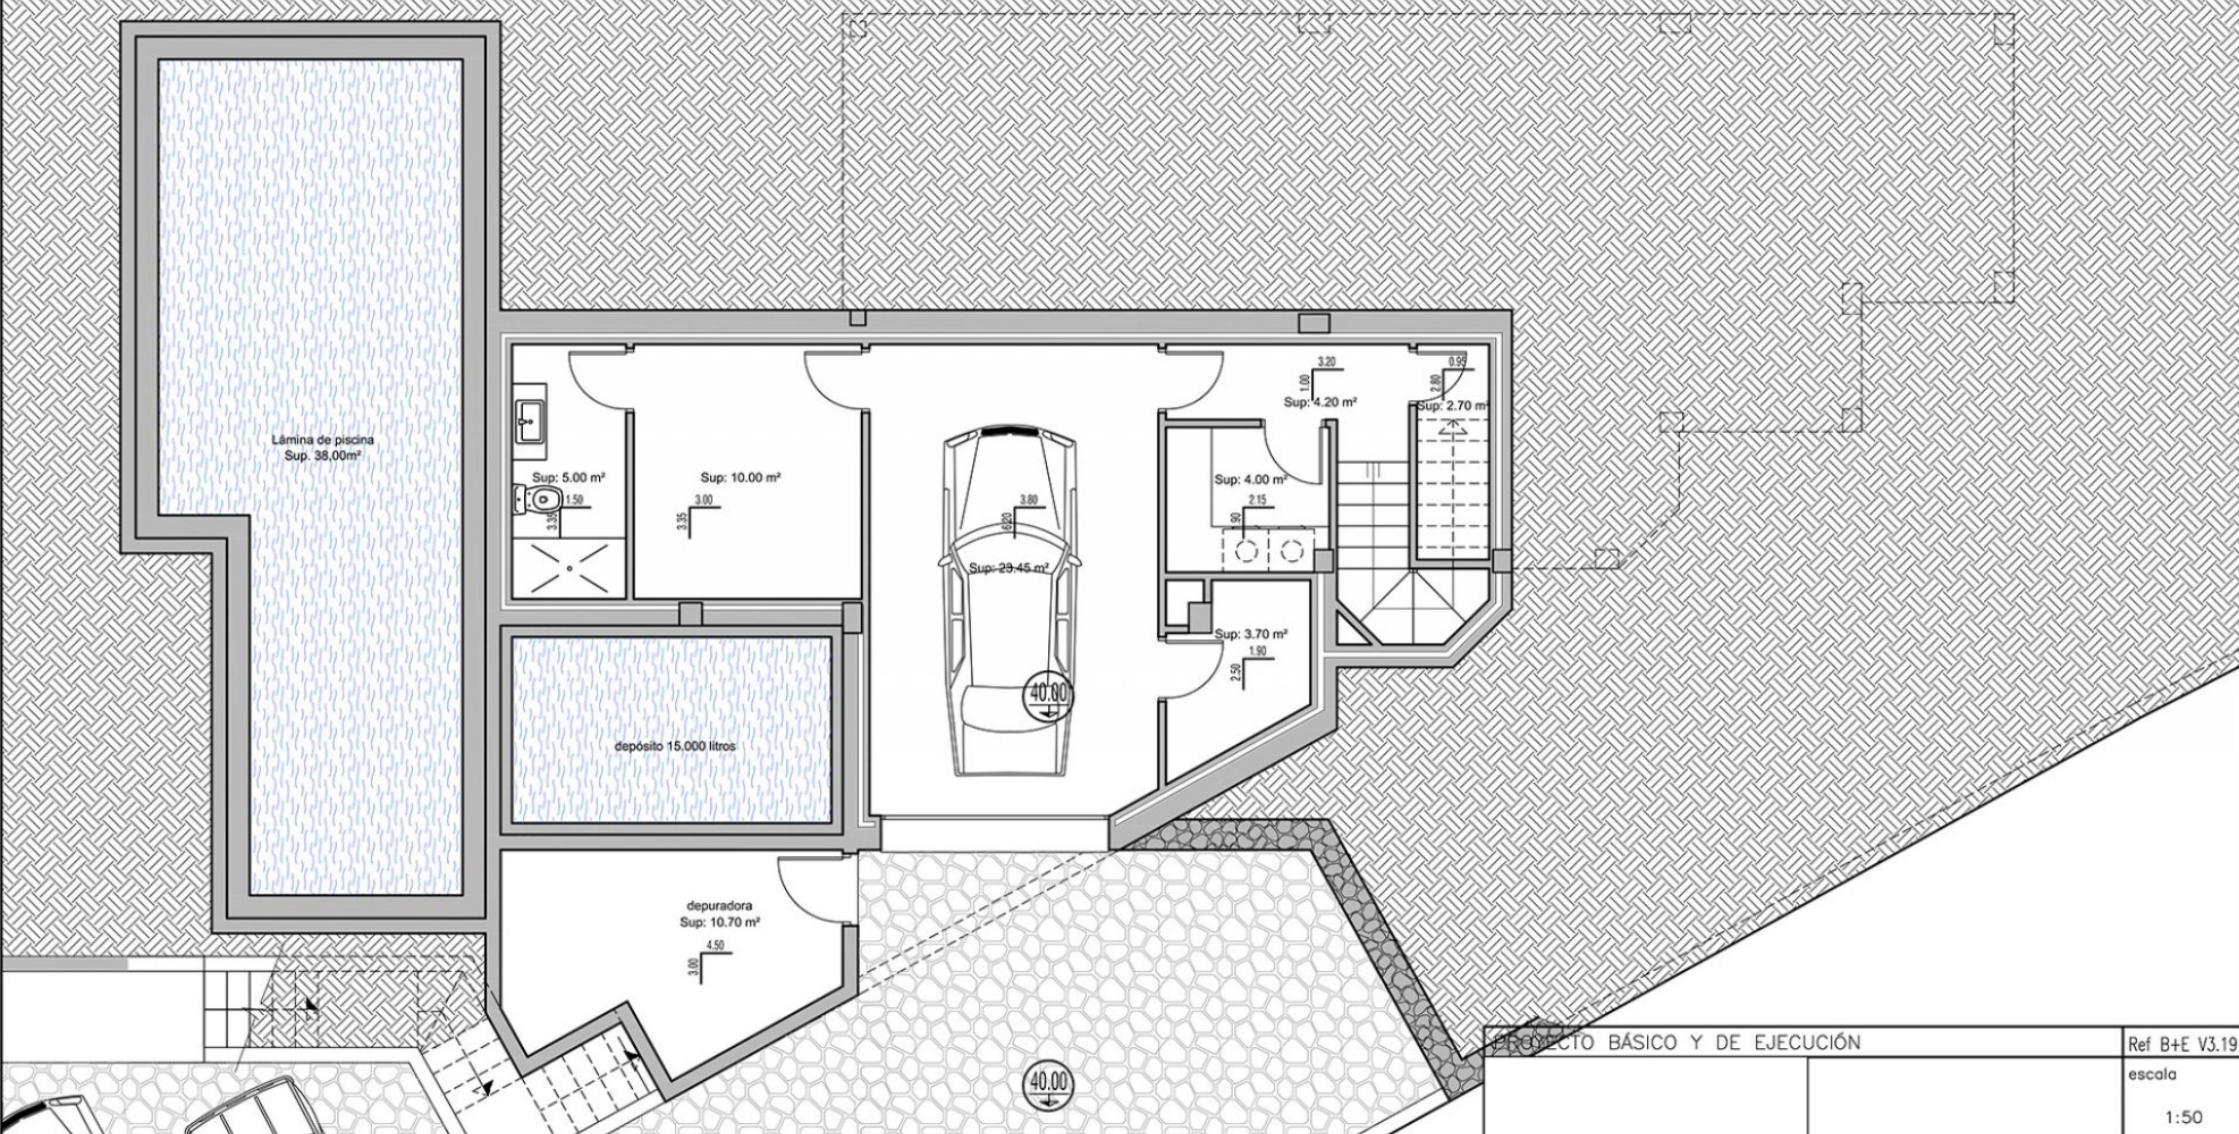 Lámina de piscina
Sup. 38,00m²
Sup: 5.00 m²
1.50
3.35
Sup: 10.00 m²
3.00
3.35
3.80
6.20
Sup: 23.45 m²
40.00
3.20
1.00
Sup: 4.20 m²
0.95
2.80
Sup: 2.70 m²
Sup: 4.00 m²
2.15
Sup: 3.70 m²
1.90
2.50
depósito 15.000 litros
depuradora
Sup: 10.70 m²
4.50
3.00
40.00
PROYECTO BÁSICO Y DE EJECUCIÓN
Ref B+E V3.19
escala
1:50